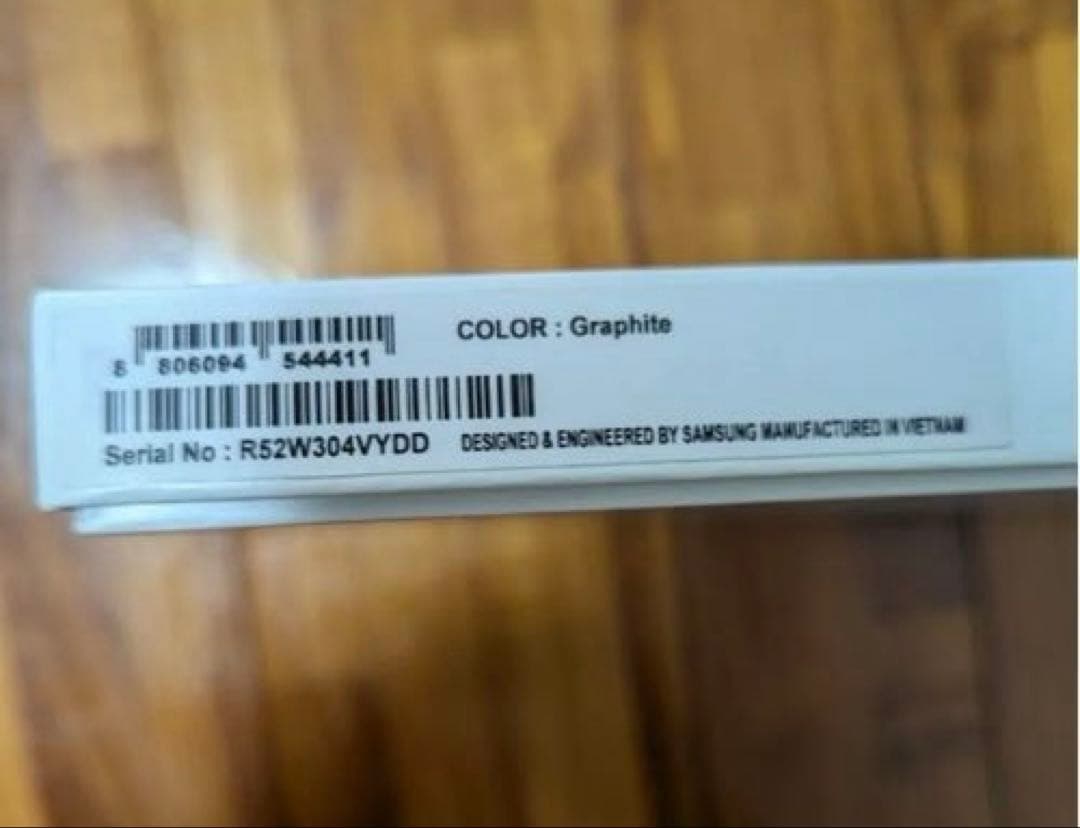 COLOR : Graphite
8 806094 544411
Serial No : R52W304VYDD
DESIGNED & ENGINEERED BY SAMSUNG MANUFACTURED IN VIETNAM